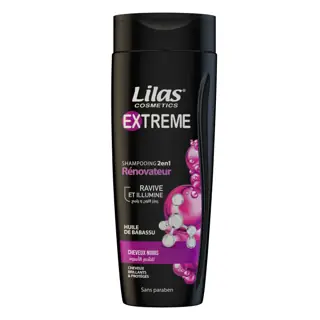 Lilas
COSMETICS
EXTREME
SHAMPOOING 2en1
Rénovateur
RAVIVE
ET ILLUMINE
HUILE
DE BABASSU
CHEVEUX NOIRS
CHEVEUX
BRILLANTS
& PROTÉGÉS
Sans paraben